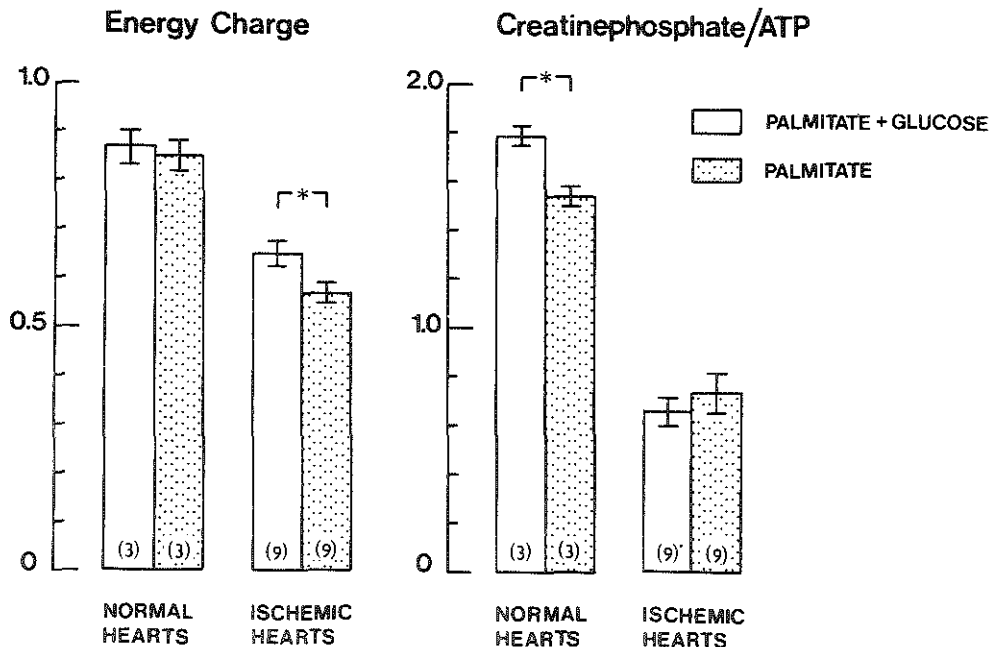 Energy Charge
1.0
0.5
0
*
(3) (3) (9) (9)
NORMAL
HEARTS
ISCHEMIC
HEARTS
Creatinephosphate/ATP
2.0
1.0
0
*
(3) (3) (9) (9)
NORMAL
HEARTS
ISCHEMIC
HEARTS
PALMITATE + GLUCOSE
PALMITATE